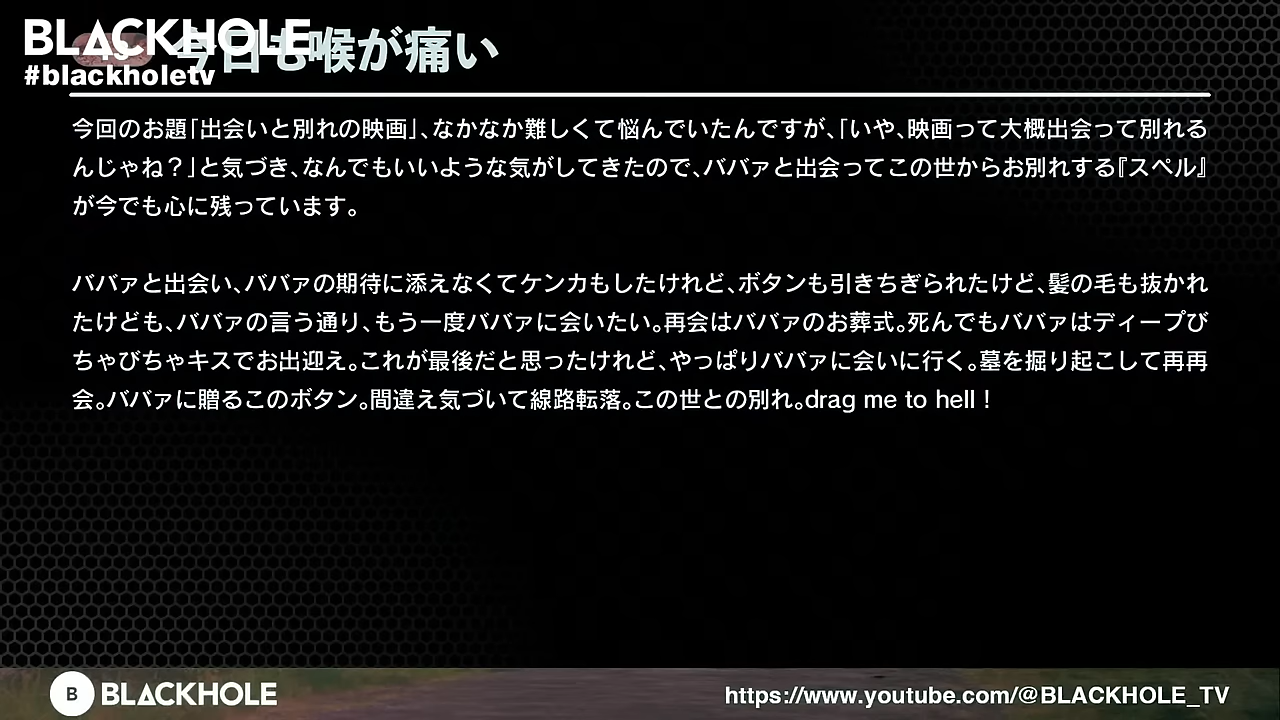 BLACKHOLE
#blackholetv
今日も喉が痛い
今回のお題｢出会いと別れの映画｣､なかなか難しくて悩んでいたんですが､｢いや､映画って大概出会って別れる
んじゃね？｣と気づき､なんでもいいような気がしてきたので､ババァと出会ってこの世からお別れする『スペル』
が今でも心に残っています。
ババァと出会い､ババァの期待に添えなくてケンカもしたけれど､ボタンも引きちぎられたけど､髪の毛も抜かれ
たけども､ババァの言う通り､もう一度ババァに会いたい｡再会はババァのお葬式｡死んでもババァはディープび
ちゃびちゃキスでお出迎え｡これが最後だと思ったけれど､やっぱりババァに会いに行く｡墓を掘り起こして再再
会｡ババァに贈るこのボタン｡間違え気づいて線路転落｡この世との別れ｡drag me to hell！
B BLACKHOLE
https://www.youtube.com/@BLACKHOLE_TV